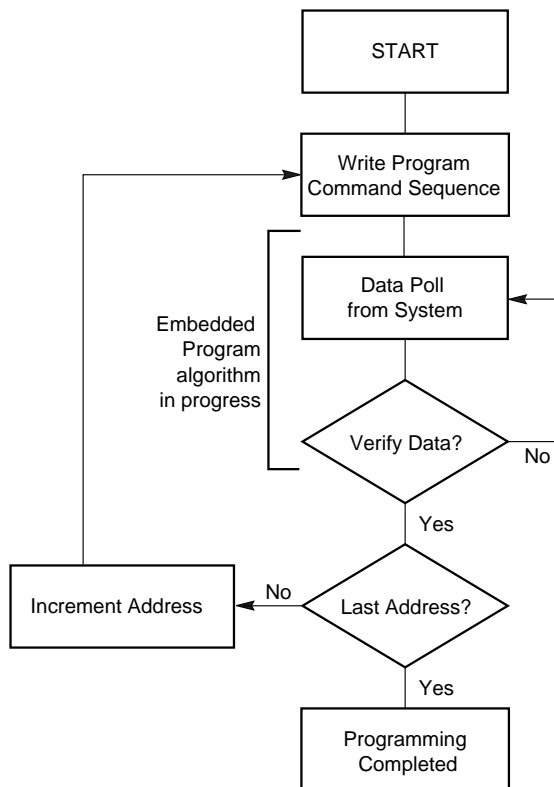 START
Write Program
Command Sequence
Data Poll
from System
Embedded
Program
algorithm
in progress
Verify Data?
No
Yes
No
Increment Address
Last Address?
Yes
Programming
Completed